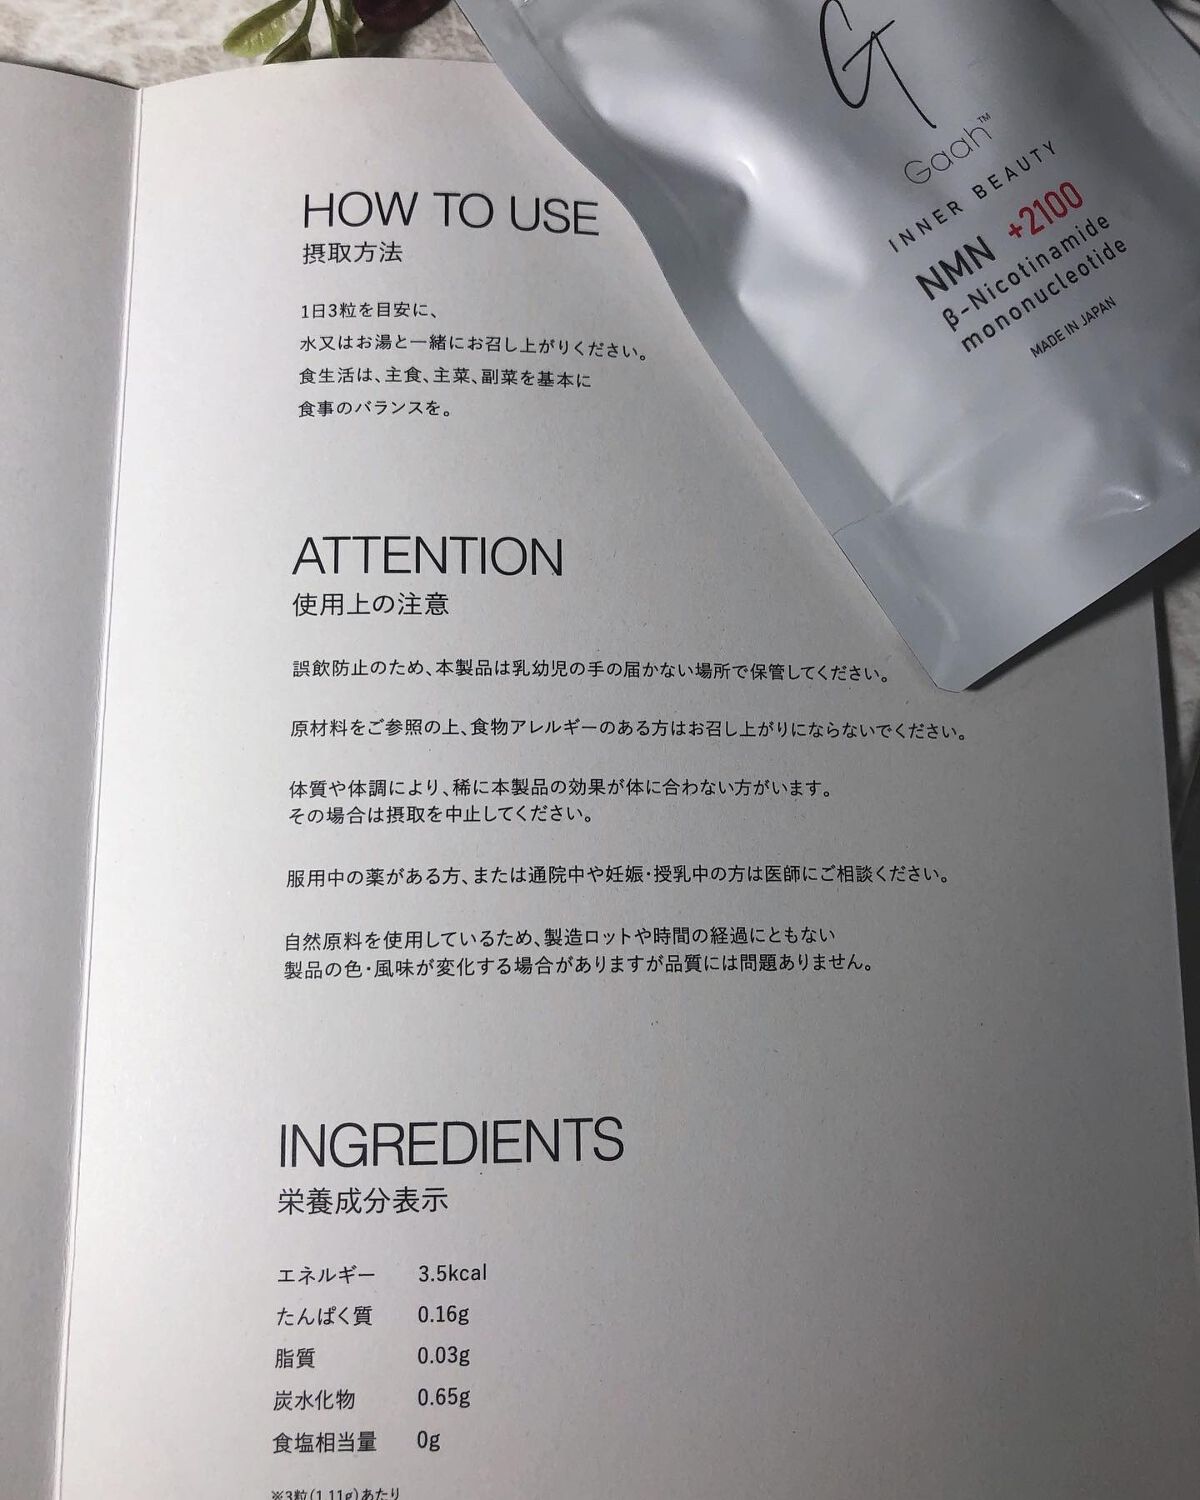 HOW TO USE
摂取方法
1日3粒を目安に、
水又はお湯と一緒にお召し上がりください。
食生活は、主食、主菜、副菜を基本に
食事のバランスを。
ATTENTION
使用上の注意
誤飲防止のため、本製品は乳幼児の手の届かない場所で保管してください。
原材料をご参照の上、食物アレルギーのある方はお召し上がりにならないでください。
体質や体調により、稀に本製品の効果が体に合わない方がいます。
その場合は摂取を中止してください。
服用中の薬がある方、または通院中や妊娠・授乳中の方は医師にご相談ください。
自然原料を使用しているため、製造ロットや時間の経過にともない
製品の色・風味が変化する場合がありますが品質には問題ありません。
INGREDIENTS
栄養成分表示
エネルギー 3.5kcal
たんぱく質 0.16g
脂質 0.03g
炭水化物 0.65g
食塩相当量 0g
※3粒(1.11g)あたり
G
Gaah™
INNER BEAUTY
NMN +2100
β-Nicotinamide
mononucleotide
MADE IN JAPAN